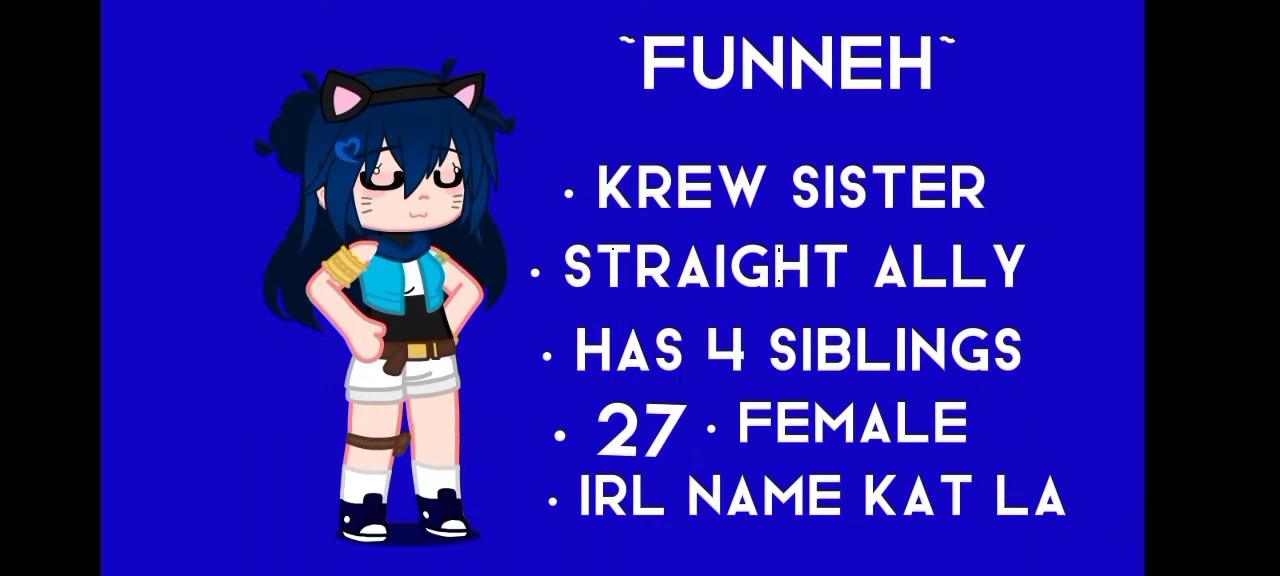 ~FUNNEH~
• KREW SISTER
• STRAIGHT ALLY
• HAS 4 SIBLINGS
• 27 • FEMALE
• IRL NAME KAT LA